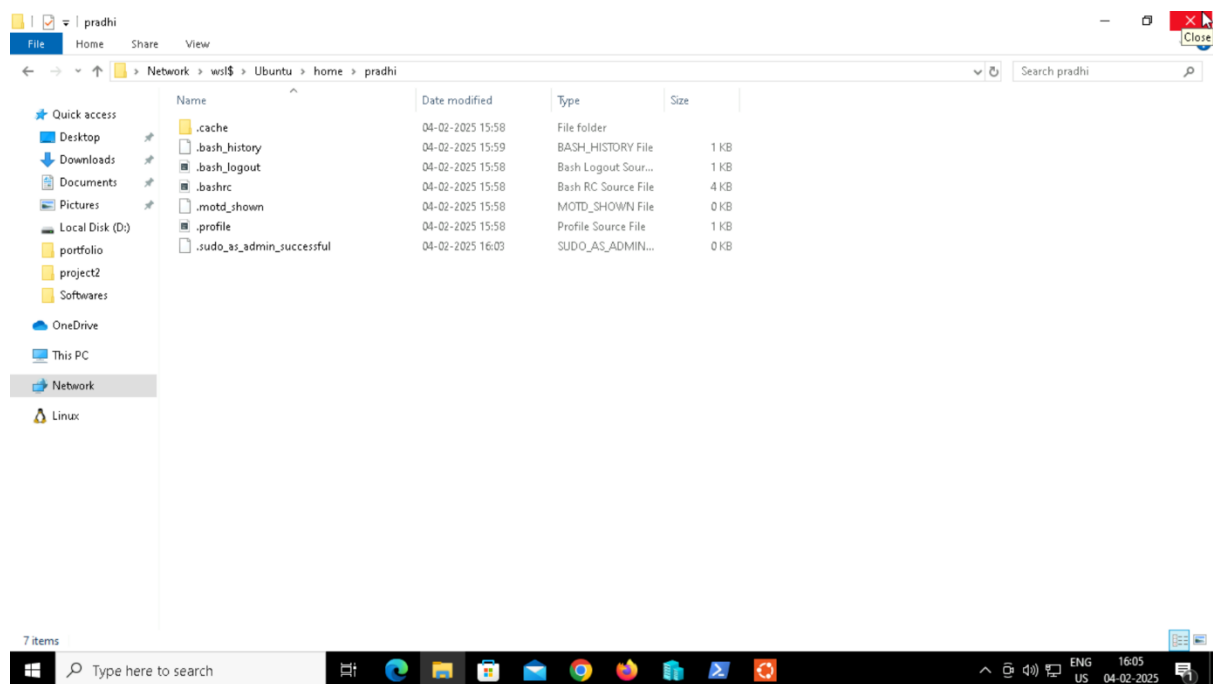 pradhi
Close
File Home Share View
Network > wsl$ > Ubuntu > home > pradhi
Search pradhi
Name Date modified Type Size
Quick access
Desktop
Downloads
Documents
Pictures
Local Disk (D:)
portfolio
project2
Softwares
OneDrive
This PC
Network
Linux
.cache 04-02-2025 15:58 File folder
.bash_history 04-02-2025 15:59 BASH_HISTORY File 1 KB
.bash_logout 04-02-2025 15:58 Bash Logout Sour... 1 KB
.bashrc 04-02-2025 15:58 Bash RC Source File 4 KB
.motd_shown 04-02-2025 15:58 MOTD_SHOWN File 0 KB
.profile 04-02-2025 15:58 Profile Source File 1 KB
.sudo_as_admin_successful 04-02-2025 16:03 SUDO_AS_ADMIN... 0 KB
7 items
Type here to search
ENG 16:05
US 04-02-2025
1